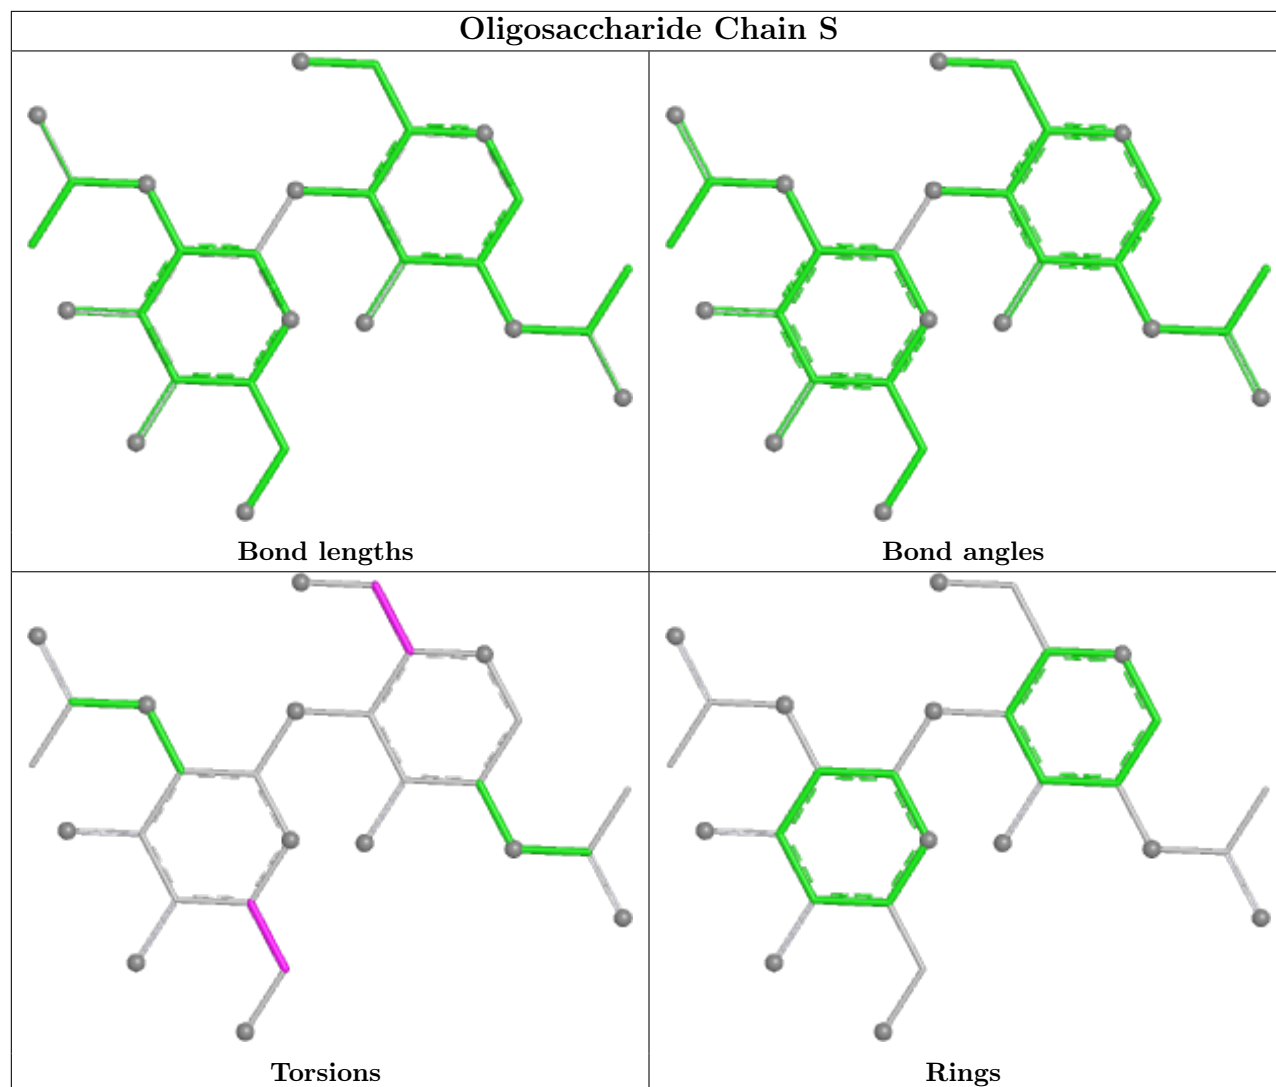 Oligosaccharide Chain S
Bond lengths
Bond angles
Torsions
Rings